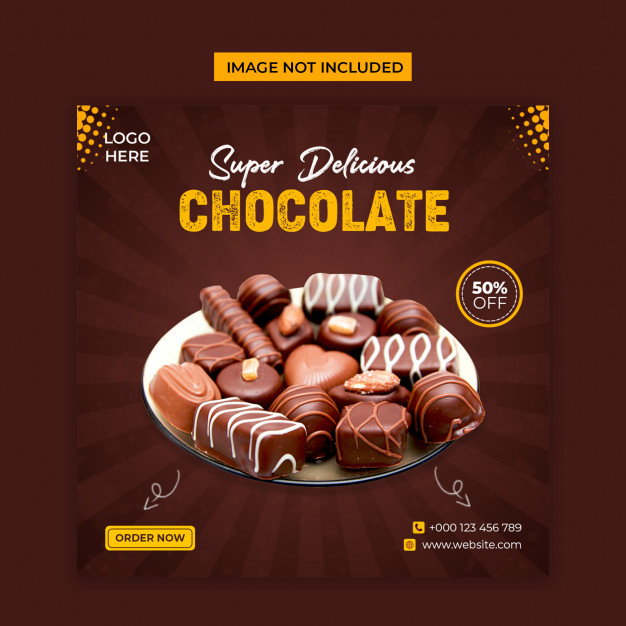 IMAGE NOT INCLUDED
LOGO
HERE
Super Delicious
CHOCOLATE
50%
OFF
ORDER NOW
+000 123 456 789
www.website.com